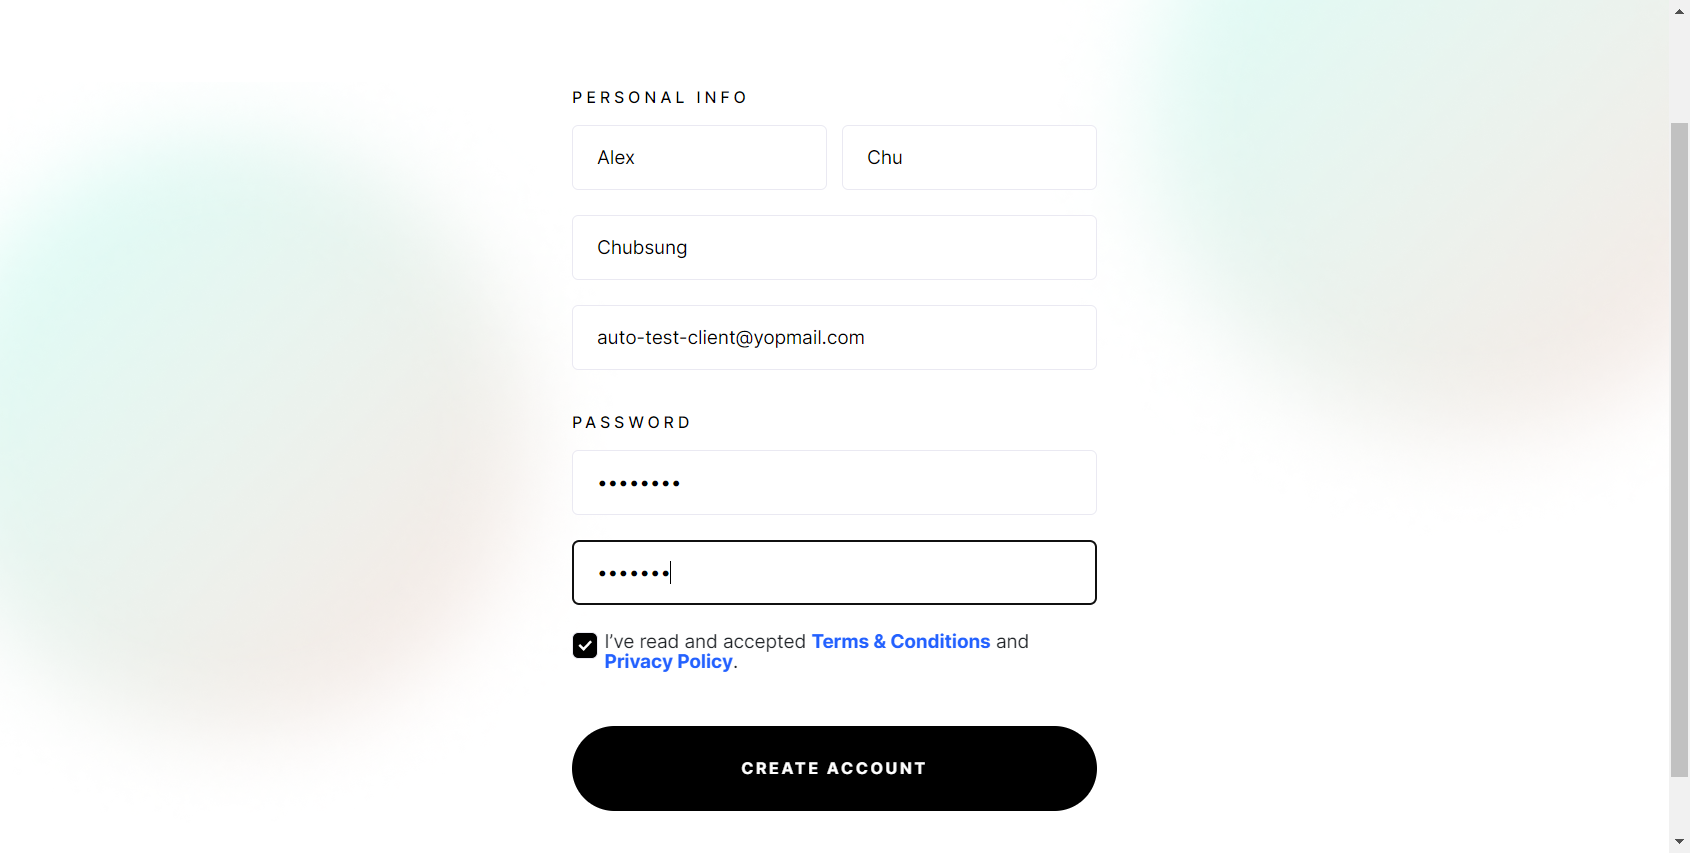 PERSONAL INFO
Alex Chu
Chubsung
auto-test-client@yopmail.com
PASSWORD
••••••••
•••••••
I’ve read and accepted Terms & Conditions and
Privacy Policy.
CREATE ACCOUNT